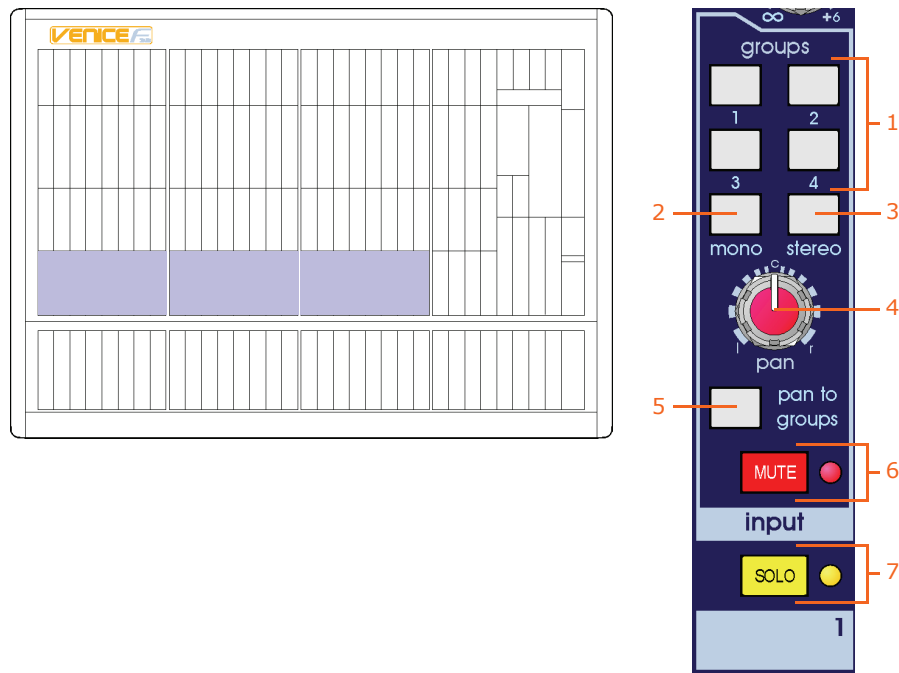 VENICE F
∞ +6
groups
1 2
1
3 4
2
3
mono stereo
c
4
l r
pan
5
pan to
groups
MUTE
6
input
SOLO
7
1